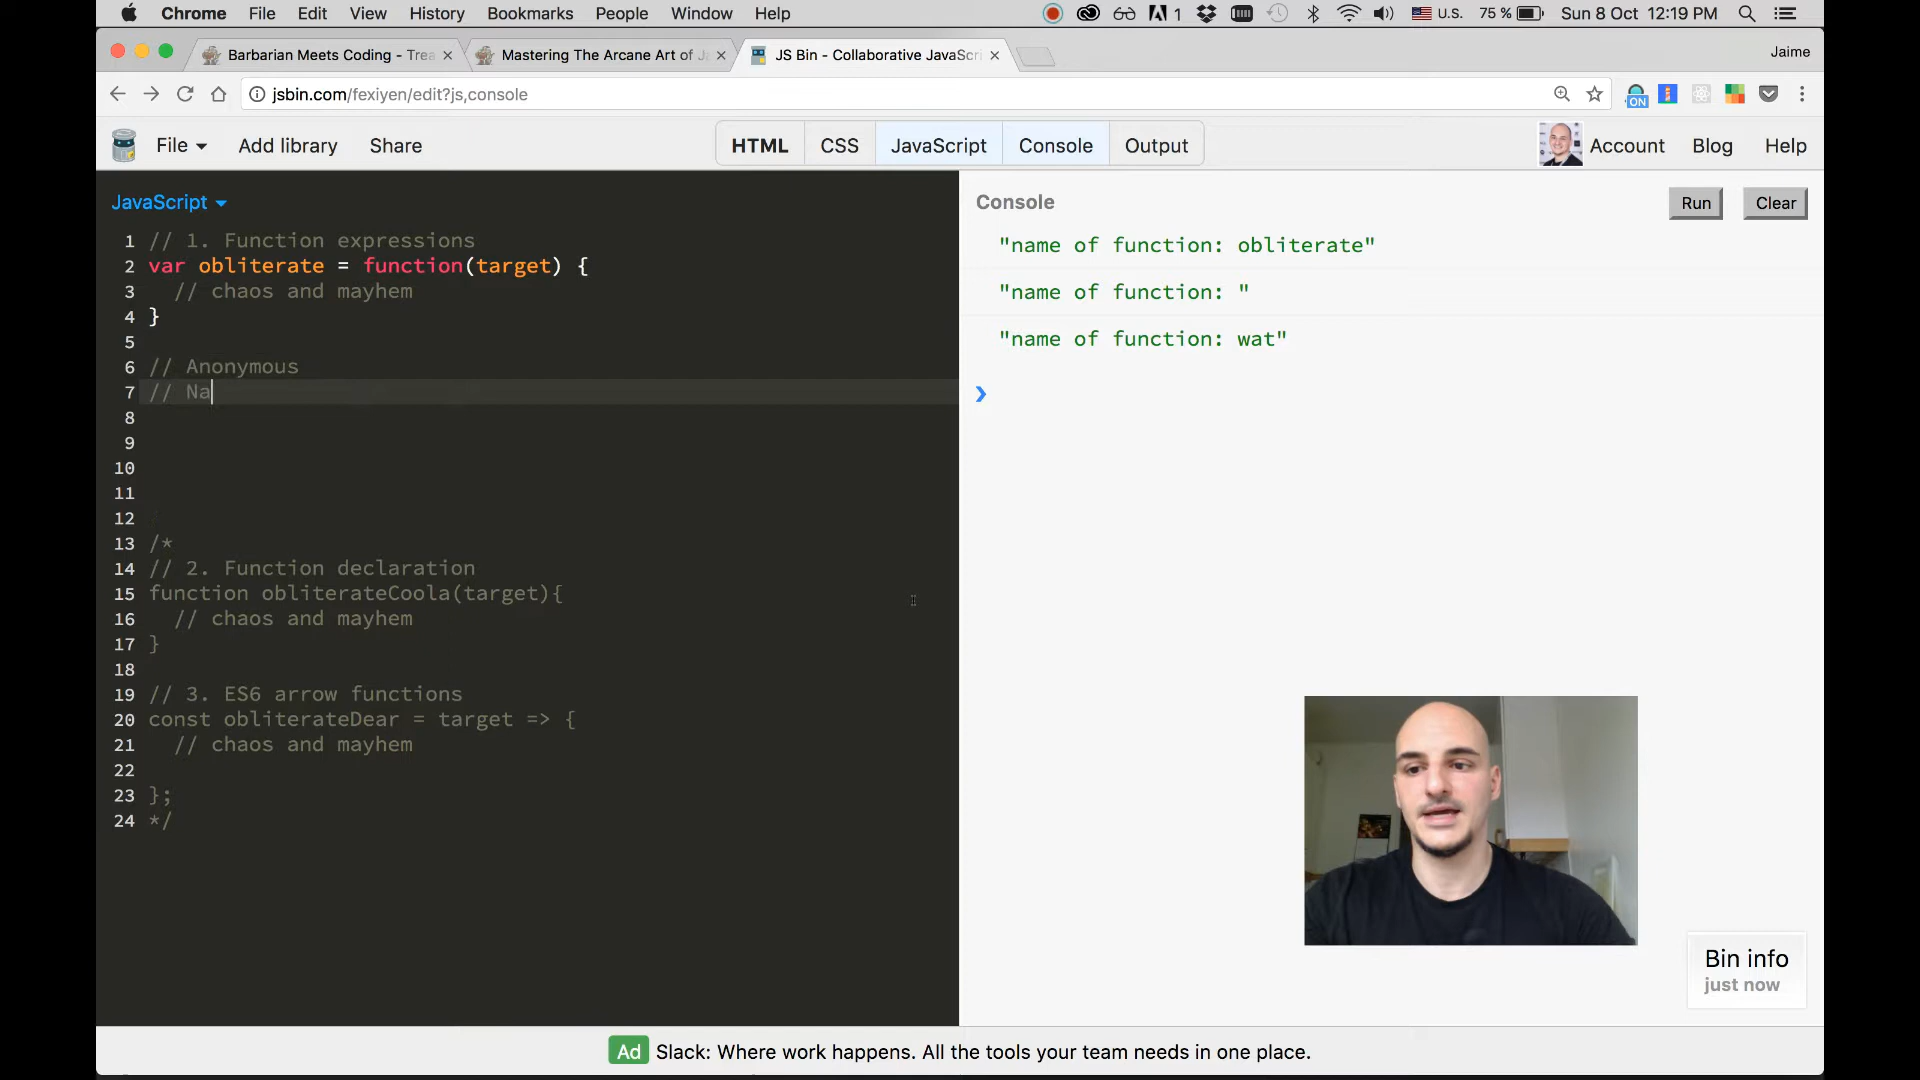 Chrome File Edit View History Bookmarks People Window Help 1 U.S. 75 % Sun 8 Oct 12:19 PM
Barbarian Meets Coding - Trea Mastering The Arcane Art of Ja JS Bin - Collaborative JavaScri Jaime
jsbin.com/fexiyen/edit?js,console ON
File Add library Share HTML CSS JavaScript Console Output Account Blog Help
JavaScript
1 // 1. Function expressions
2 var obliterate = function(target) {
3 // chaos and mayhem
4 }
5
6 // Anonymous
7 // Na
8
9
10
11
12
13 /*
14 // 2. Function declaration
15 function obliterateCoola(target){
16 // chaos and mayhem
17 }
18
19 // 3. ES6 arrow functions
20 const obliterateDear = target => {
21 // chaos and mayhem
22
23 };
24 */
Console Run Clear
"name of function: obliterate"
"name of function: "
"name of function: wat"
Bin info
just now
Ad Slack: Where work happens. All the tools your team needs in one place.